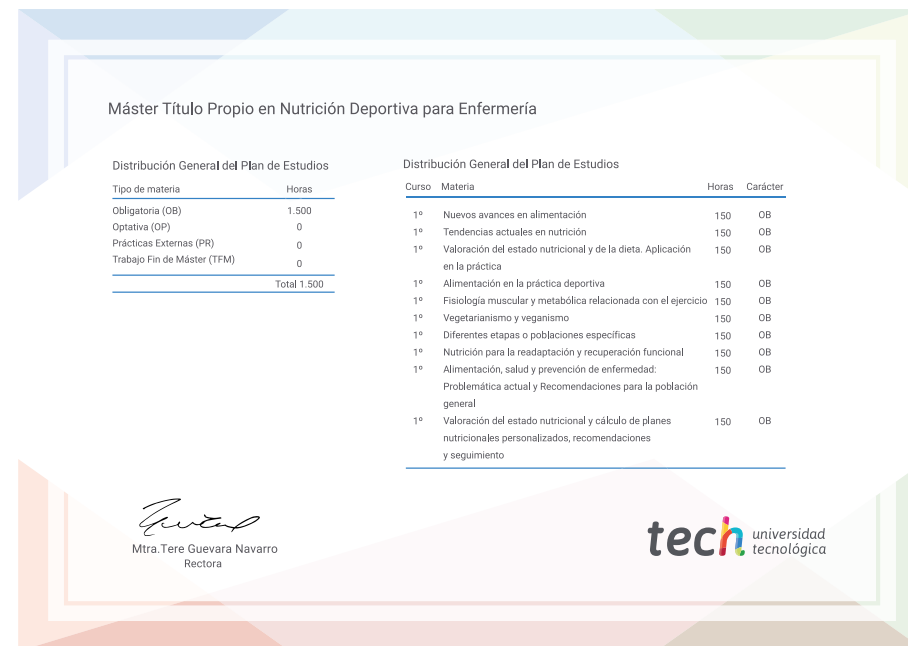 Máster Título Propio en Nutrición Deportiva para Enfermería
Distribución General del Plan de Estudios
Tipo de materia Horas
Obligatoria (OB) 1.500
Optativa (OP) 0
Prácticas Externas (PR) 0
Trabajo Fin de Máster (TFM) 0
Total 1.500
Distribución General del Plan de Estudios
Curso Materia Horas Carácter
1º Nuevos avances en alimentación 150 OB
1º Tendencias actuales en nutrición 150 OB
1º Valoración del estado nutricional y de la dieta. Aplicación 150 OB
en la práctica
1º Alimentación en la práctica deportiva 150 OB
1º Fisiología muscular y metabólica relacionada con el ejercicio 150 OB
1º Vegetarianismo y veganismo 150 OB
1º Diferentes etapas o poblaciones específicas 150 OB
1º Nutrición para la readaptación y recuperación funcional 150 OB
1º Alimentación, salud y prevención de enfermedad: 150 OB
Problemática actual y Recomendaciones para la población
general
1º Valoración del estado nutricional y cálculo de planes 150 OB
nutricionales personalizados, recomendaciones
y seguimiento
Mtra.Tere Guevara Navarro
Rectora
tech universidad
tecnológica